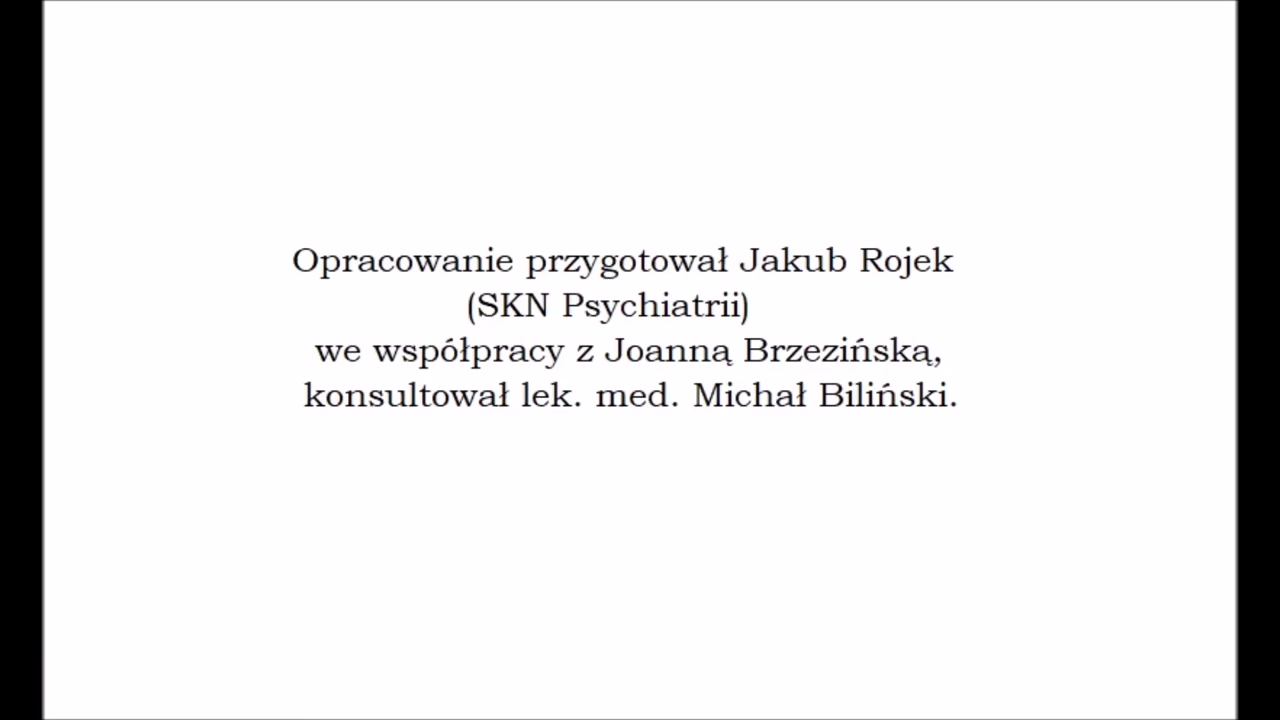 Opracowanie przygotował Jakub Rojek
(SKN Psychiatrii)
we współpracy z Joanną Brzezińską,
konsultował lek. med. Michał Biliński.